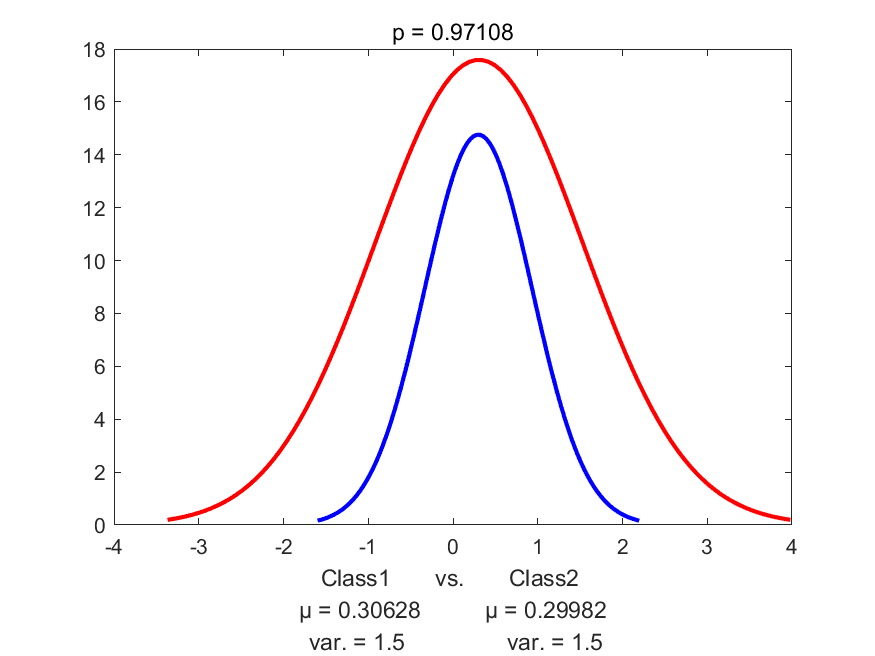 p = 0.97108
18
16
14
12
10
8
6
4
2
0
-4 -3 -2 -1 0 1 2 3 4
Class1 vs. Class2
μ = 0.30628 μ = 0.29982
var. = 1.5 var. = 1.5